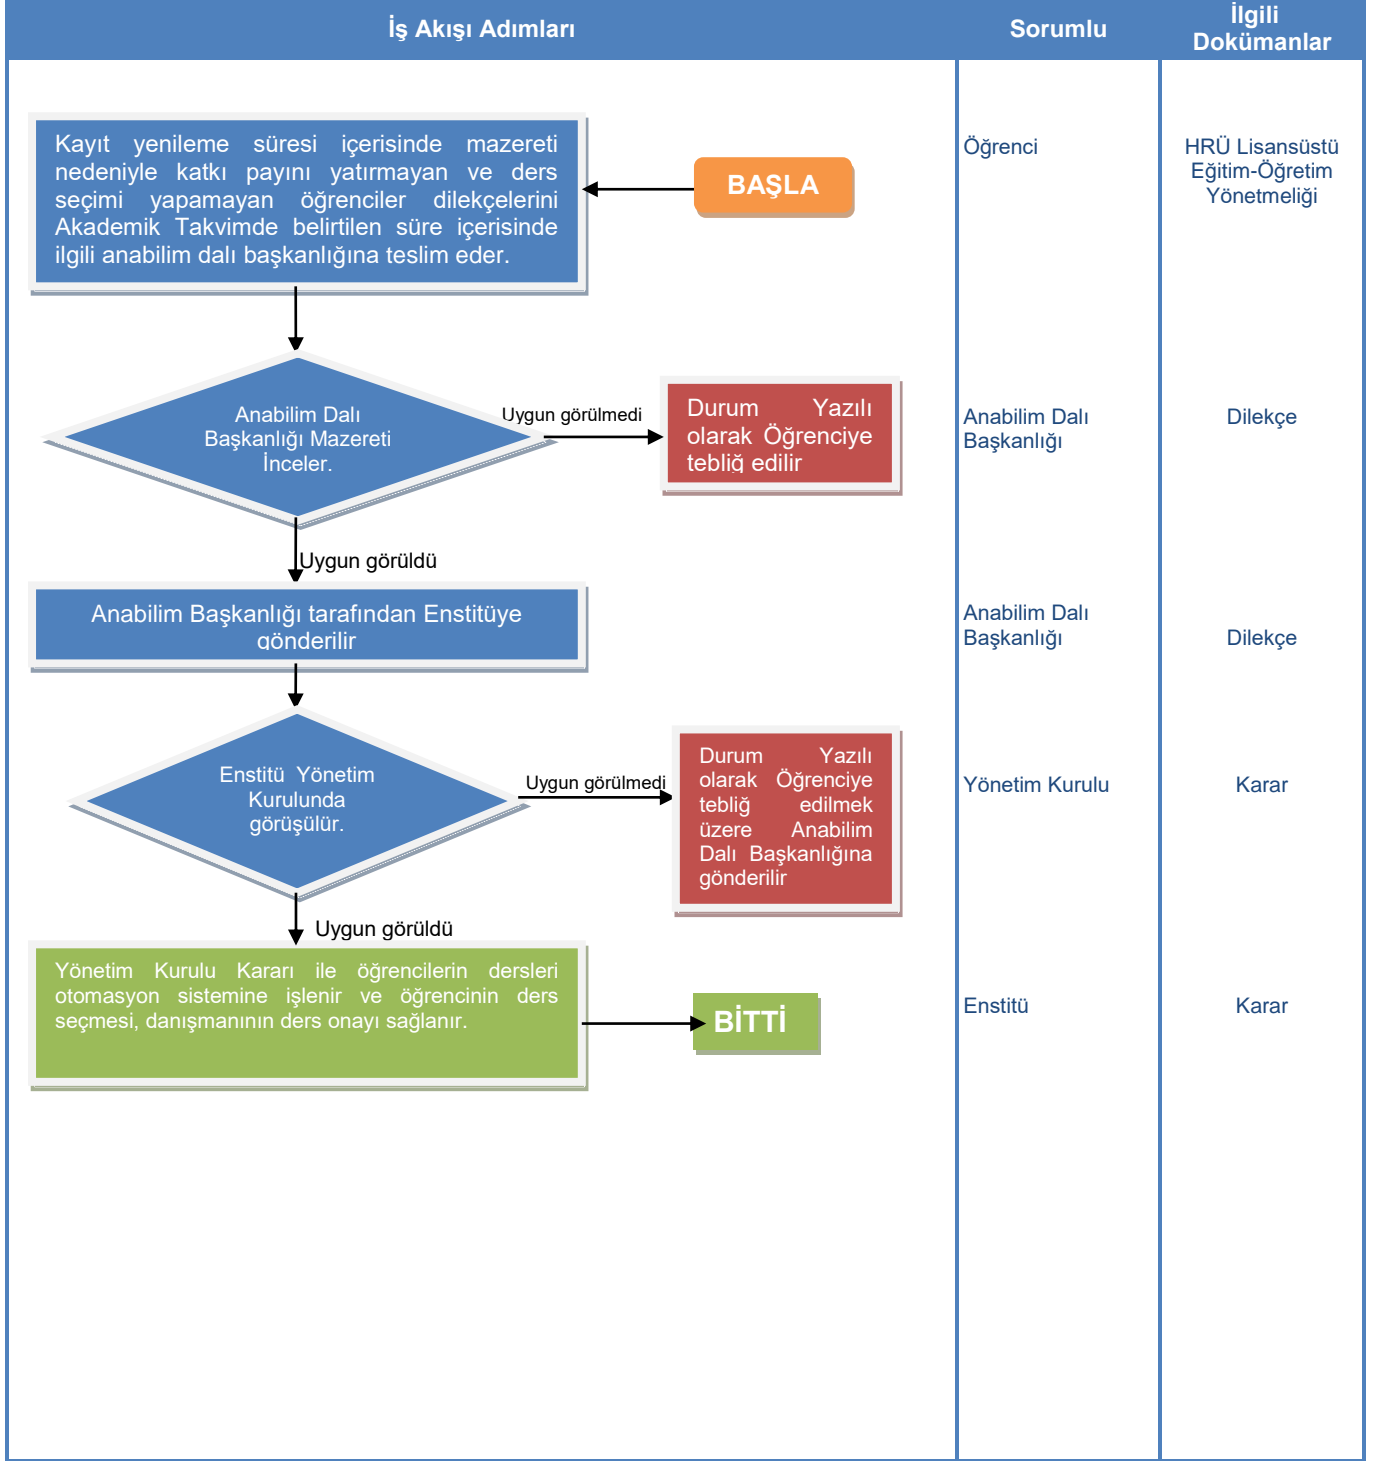 İş Akışı Adımları
Sorumlu
İlgili
Dokümanlar
Kayıt yenileme süresi içerisinde mazereti
nedeniyle katkı payını yatırmayan ve ders
seçimi yapamayan öğrenciler dilekçelerini
Akademik Takvimde belirtilen süre içerisinde
ilgili anabilim dalı başkanlığına teslim eder.
BAŞLA
Öğrenci
HRÜ Lisansüstü
Eğitim-Öğretim
Yönetmeliği
Anabilim Dalı
Başkanlığı Mazereti
İnceler.
Uygun görülmedi
Durum Yazılı
olarak Öğrenciye
tebliğ edilir
Anabilim Dalı
Başkanlığı
Dilekçe
Uygun görüldü
Anabilim Başkanlığı tarafından Enstitüye
gönderilir
Anabilim Dalı
Başkanlığı
Dilekçe
Enstitü Yönetim
Kurulunda
görüşülür.
Uygun görülmedi
Durum Yazılı
olarak Öğrenciye
tebliğ edilmek
üzere Anabilim
Dalı Başkanlığına
gönderilir
Yönetim Kurulu
Karar
Uygun görüldü
Yönetim Kurulu Kararı ile öğrencilerin dersleri
otomasyon sistemine işlenir ve öğrencinin ders
seçmesi, danışmanının ders onayı sağlanır.
BİTTİ
Enstitü
Karar